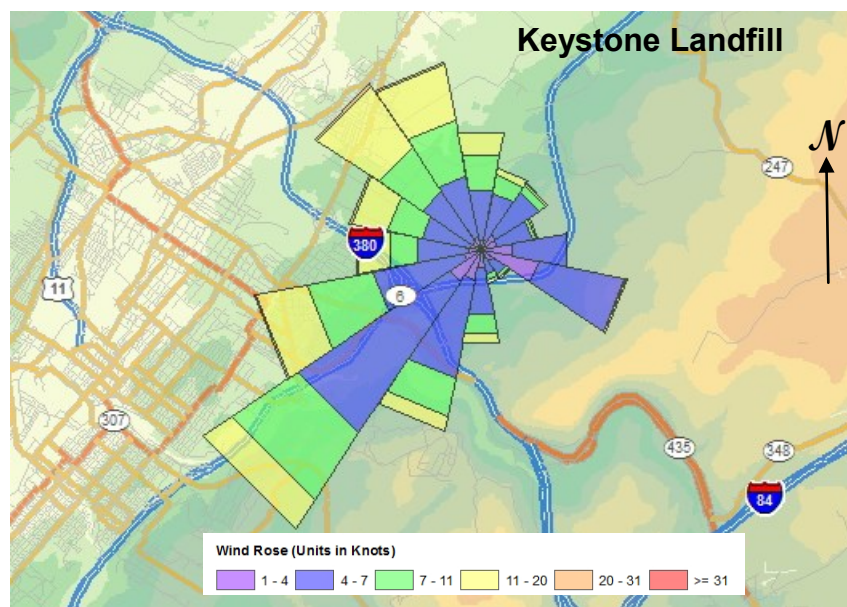 Keystone Landfill
N
247
380
11
6
307
435
348
84
Wind Rose (Units in Knots)
1 - 4 4 - 7 7 - 11 11 - 20 20 - 31 >= 31